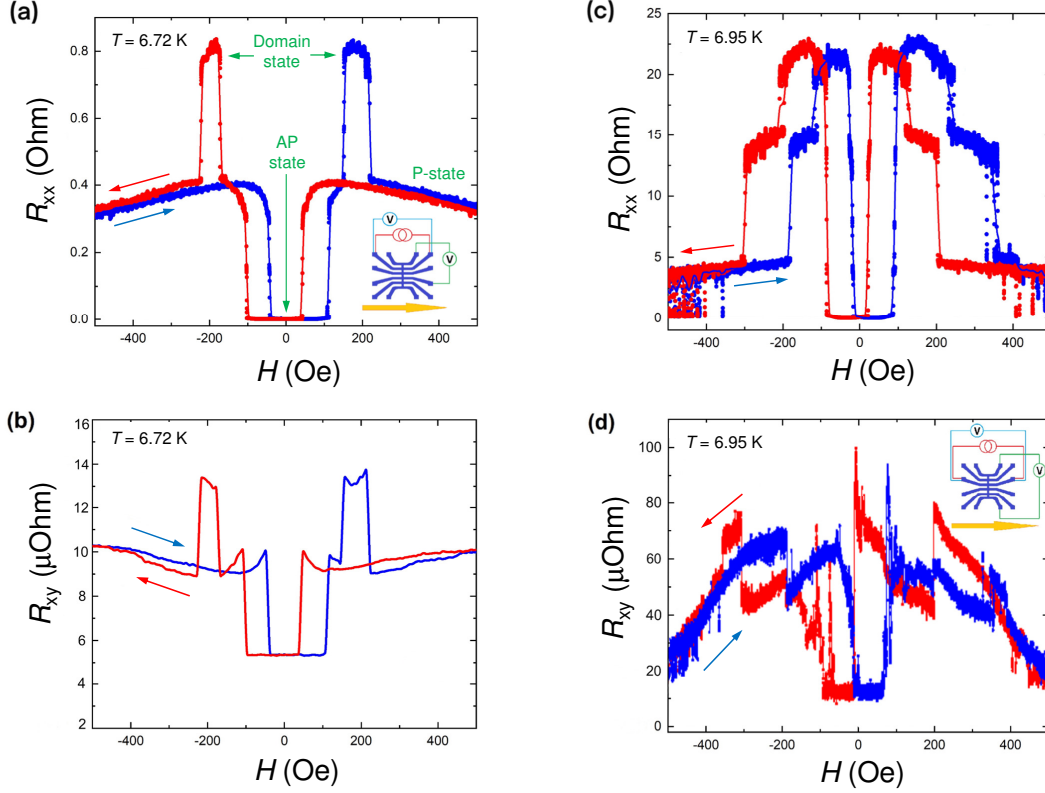 (a)
T = 6.72 K
Domain
state
AP
state
P-state
V
V
0.8
0.6
0.4
0.2
0.0
Rxx (Ohm)
-400 -200 0 200 400
H (Oe)
(c)
T = 6.95 K
25
20
15
10
5
0
Rxx (Ohm)
-400 -200 0 200 400
H (Oe)
(b)
T = 6.72 K
16
14
12
10
8
6
4
2
Rxy (µOhm)
-400 -200 0 200 400
H (Oe)
(d)
T = 6.95 K
V
V
100
80
60
40
20
0
Rxy (µOhm)
-400 -200 0 200 400
H (Oe)